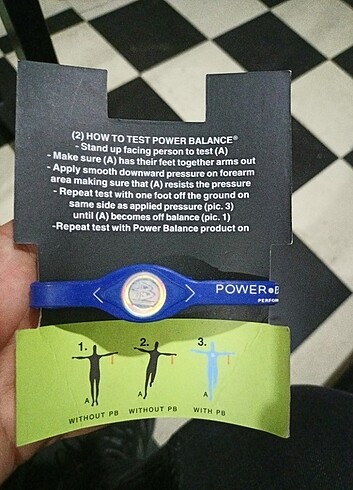 (2) HOW TO TEST POWER BALANCE®
- Stand up facing person to test (A)
- Make sure (A) has their feet together arms out
- Apply smooth downward pressure on forearm
area making sure that (A) resists the pressure
- Repeat test with one foot off the ground on
same side as applied pressure (pic. 3)
until (A) becomes off balance (pic. 1)
-Repeat test with Power Balance product on
POWER B
PERFOR
1. 2. 3.
A A A
WITHOUT PB WITHOUT PB WITH PB